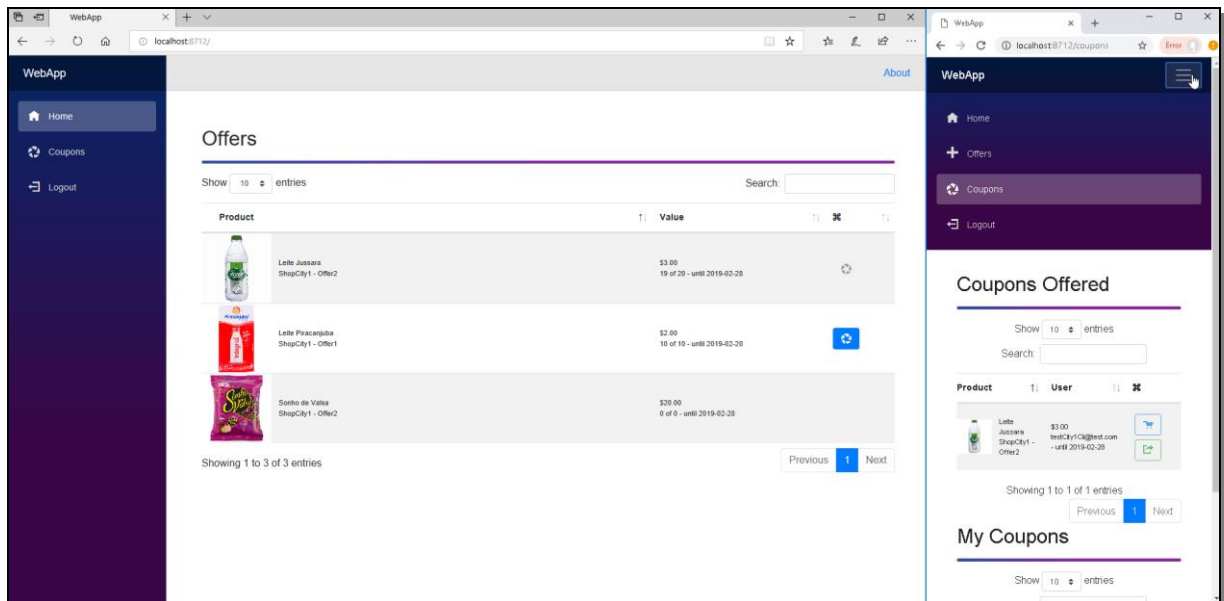 WebApp
localhost:8712/
WebApp
About
Home
Coupons
Logout
Offers
Show 10 entries
Search:
Product Value
Leite Jussara
ShopCity1 - Offer2
$3.00
19 of 20 - until 2019-02-28
Leite Piracanjuba
ShopCity1 - Offer1
$2.00
10 of 10 - until 2019-02-20
Sonho de Valsa
ShopCity1 - Offer2
$20.00
0 of 0 - until 2019-02-28
Showing 1 to 3 of 3 entries
Previous 1 Next
WebApp
localhost:8712/coupons
Error
WebApp
Home
Offers
Coupons
Logout
Coupons Offered
Show 10 entries
Search:
Product User
Leite
Jussara
ShopCity1 -
Offer2
$3.00
testCity1Cli@test.com
- until 2019-02-28
Showing 1 to 1 of 1 entries
Previous 1 Next
My Coupons
Show 10 entries